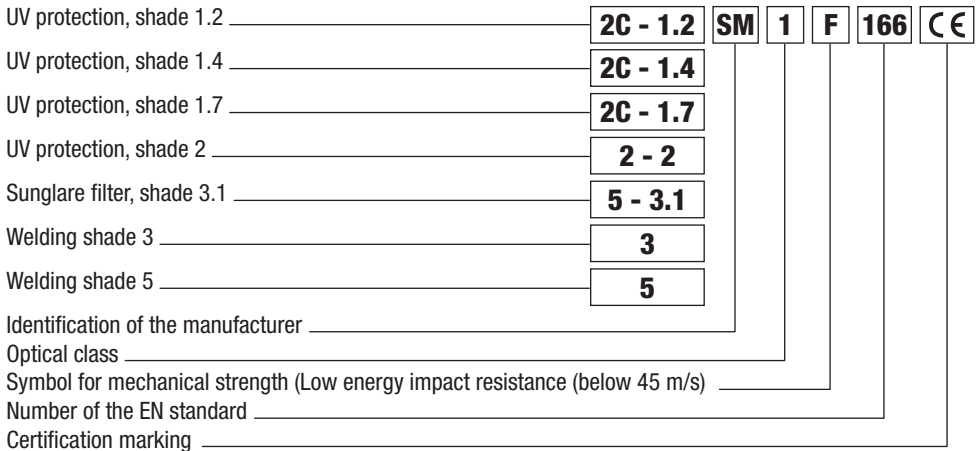 UV protection, shade 1.2 2C - 1.2 SM 1 F 166 CE
UV protection, shade 1.4 2C - 1.4
UV protection, shade 1.7 2C - 1.7
UV protection, shade 2 2 - 2
Sunglare filter, shade 3.1 5 - 3.1
Welding shade 3 3
Welding shade 5 5
Identification of the manufacturer
Optical class
Symbol for mechanical strength (Low energy impact resistance (below 45 m/s)
Number of the EN standard
Certification marking